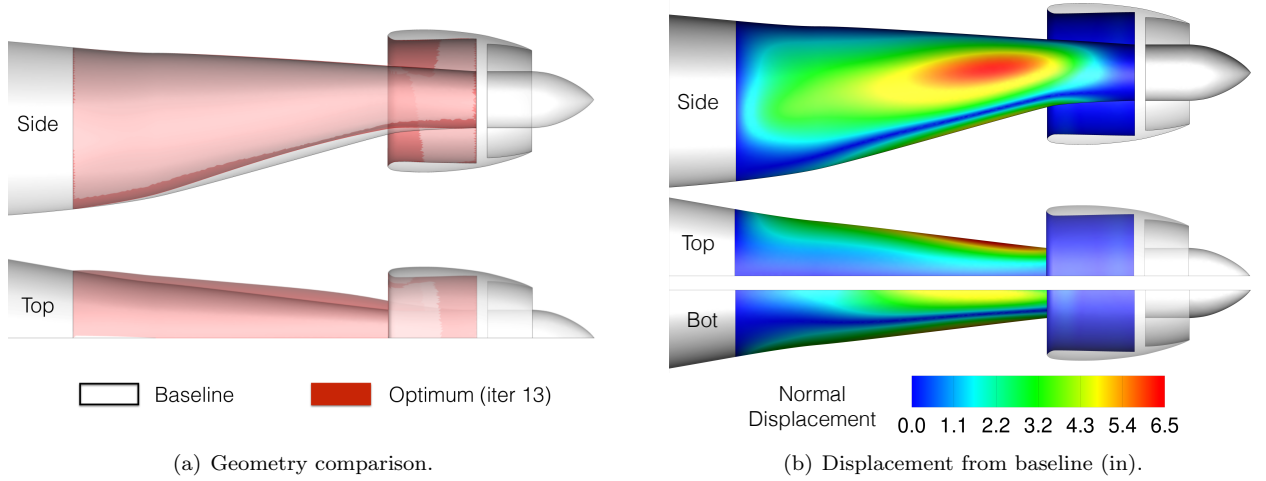 Side
Top
Baseline
Optimum (iter 13)
(a) Geometry comparison.
Side
Top
Bot
Normal
Displacement
0.0 1.1 2.2 3.2 4.3 5.4 6.5
(b) Displacement from baseline (in).